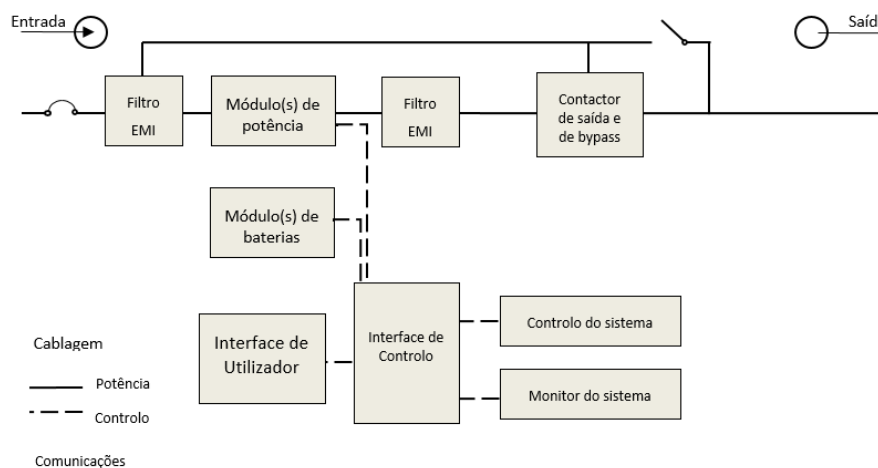 Entrada
Saíd
Filtro
EMI
Módulo(s) de
potência
Filtro
EMI
Contactor
de saída e
de bypass
Módulo(s) de
baterias
Interface de
Utilizador
Interface de
Controlo
Controlo do sistema
Monitor do sistema
Cablagem
Potência
Controlo
Comunicações